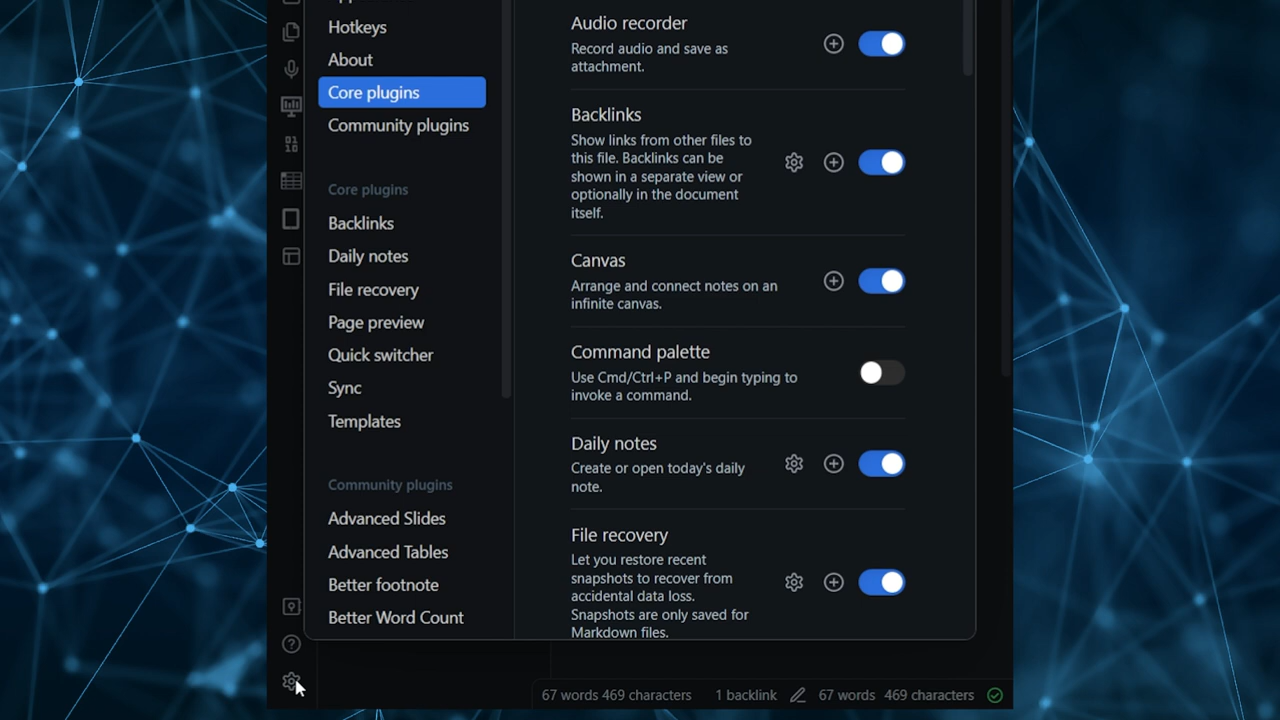 Hotkeys
About
Core plugins
Community plugins
Core plugins
Backlinks
Daily notes
File recovery
Page preview
Quick switcher
Sync
Templates
Community plugins
Advanced Slides
Advanced Tables
Better footnote
Better Word Count
Audio recorder
Record audio and save as
attachment.
Backlinks
Show links from other files to
this file. Backlinks can be
shown in a separate view or
optionally in the document
itself.
Canvas
Arrange and connect notes on an
infinite canvas.
Command palette
Use Cmd/Ctrl+P and begin typing to
invoke a command.
Daily notes
Create or open today's daily
note.
File recovery
Let you restore recent
snapshots to recover from
accidental data loss.
Snapshots are only saved for
Markdown files.
67 words 469 characters 1 backlink 67 words 469 characters